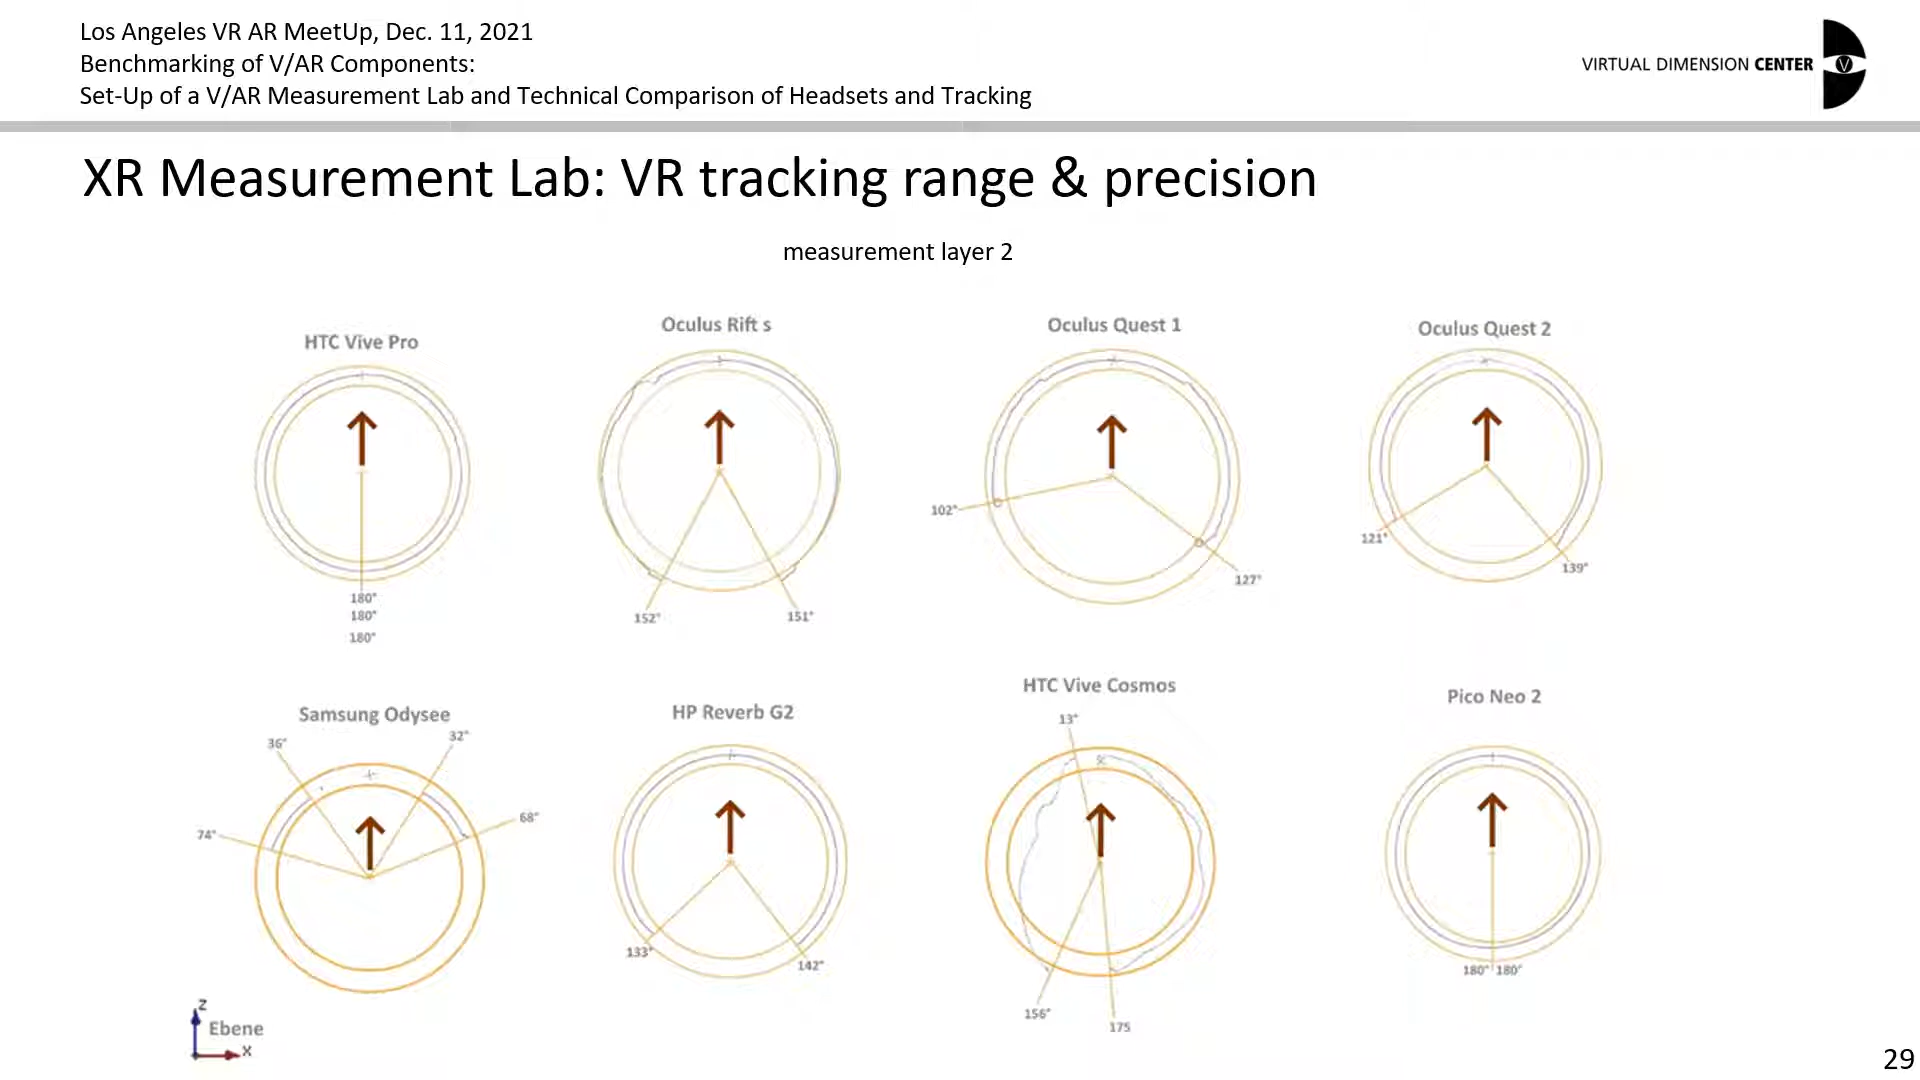 Los Angeles VR AR MeetUp, Dec. 11, 2021
Benchmarking of V/AR Components:
Set-Up of a V/AR Measurement Lab and Technical Comparison of Headsets and Tracking
VIRTUAL DIMENSION CENTER
V
XR Measurement Lab: VR tracking range & precision
measurement layer 2
HTC Vive Pro
180°
180°
180°
Oculus Rift s
152°
151°
Oculus Quest 1
102°
127°
Oculus Quest 2
121°
139°
Samsung Odysee
36°
32°
74°
68°
HP Reverb G2
133°
142°
HTC Vive Cosmos
13°
156°
175
Pico Neo 2
180° 180°
Z
Ebene
X
29